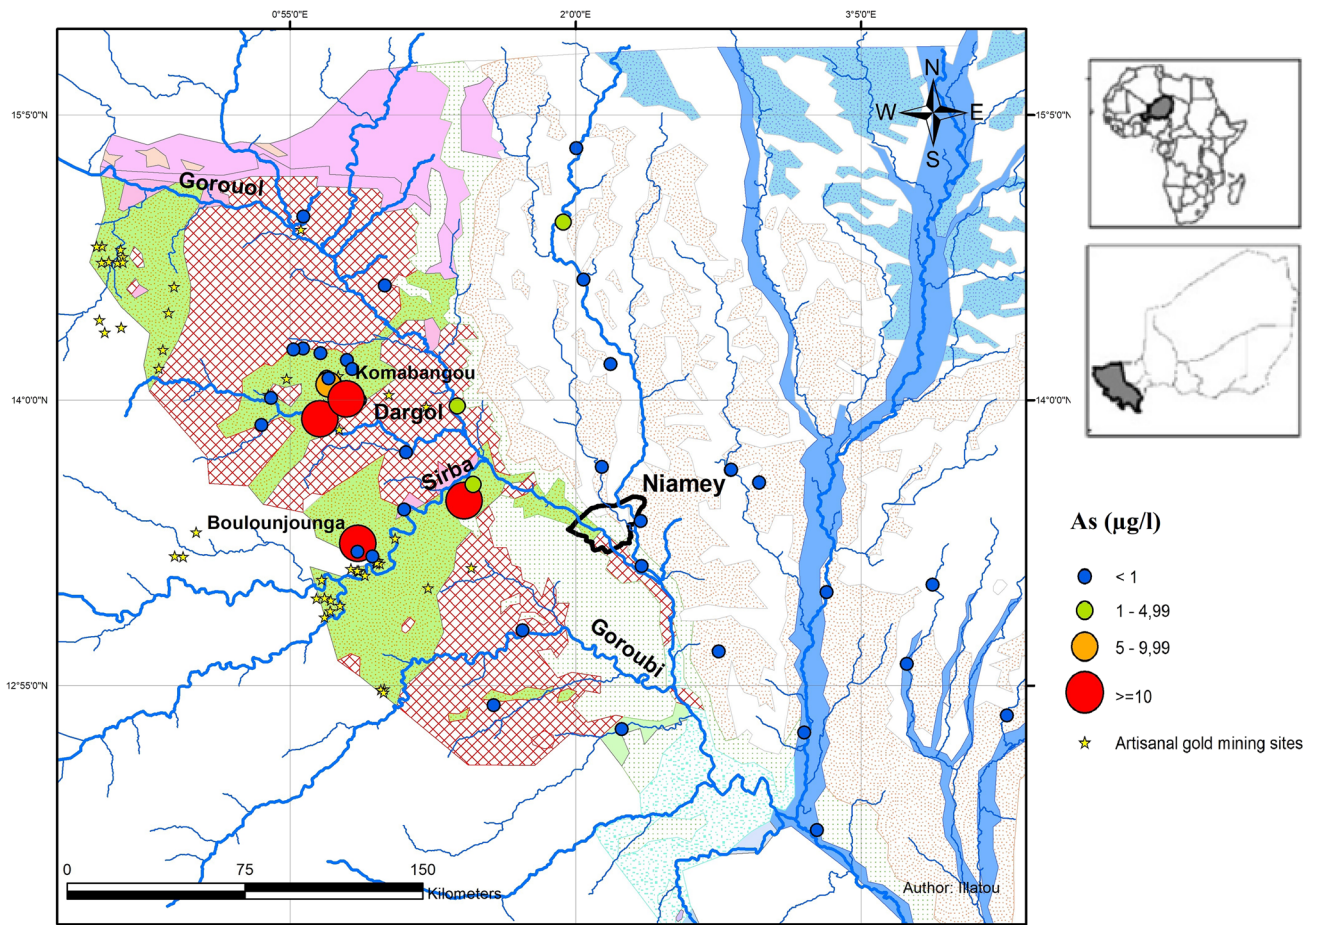 0°55'0"E
2°0'0"E
3°5'0"E
15°5'0"N
15°5'0"N
N
W
E
S
Gorouol
Komabangou
14°0'0"N
14°0'0"N
Dargol
Sirba
Niamey
Boulounjounga
Goroubi
12°55'0"N
As (µg/l)
< 1
1 - 4,99
5 - 9,99
>=10
Artisanal gold mining sites
0
75
150
Kilometers
Author: Illatou